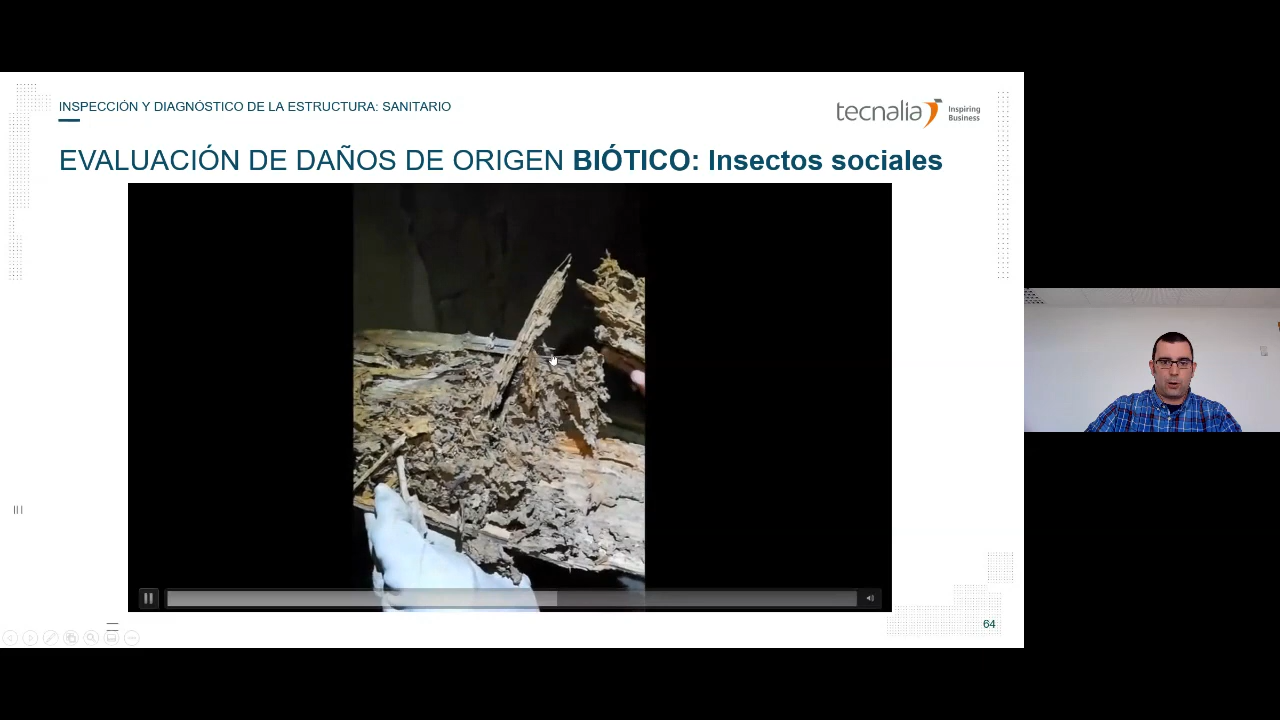 INSPECCIÓN Y DIAGNÓSTICO DE LA ESTRUCTURA: SANITARIO
tecnalia Inspiring
Business
EVALUACIÓN DE DAÑOS DE ORIGEN BIÓTICO: Insectos sociales
64